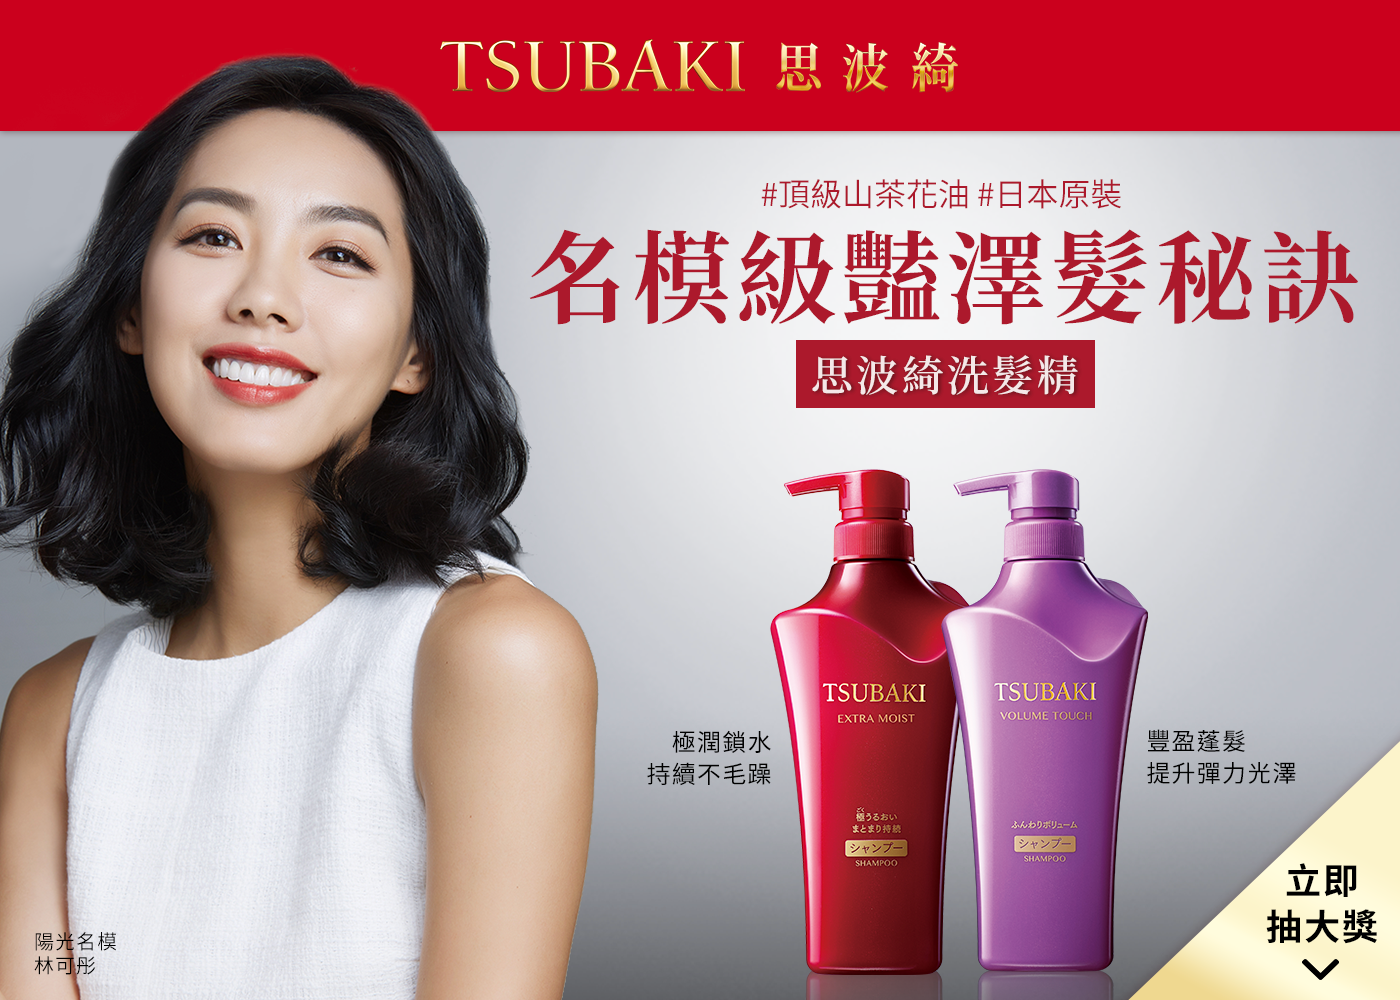 TSUBAKI 思波綺
#頂級山茶花油 #日本原裝
名模級豔澤髮秘訣
思波綺洗髮精
TSUBAKI
EXTRA MOIST
ごく
極うるおい
まとまり持続
シャンプー
SHAMPOO
TSUBAKI
VOLUME TOUCH
ふんわりボリューム
シャンプー
SHAMPOO
極潤鎖水
持續不毛躁
豐盈蓬髮
提升彈力光澤
陽光名模
林可彤
立即
抽大獎